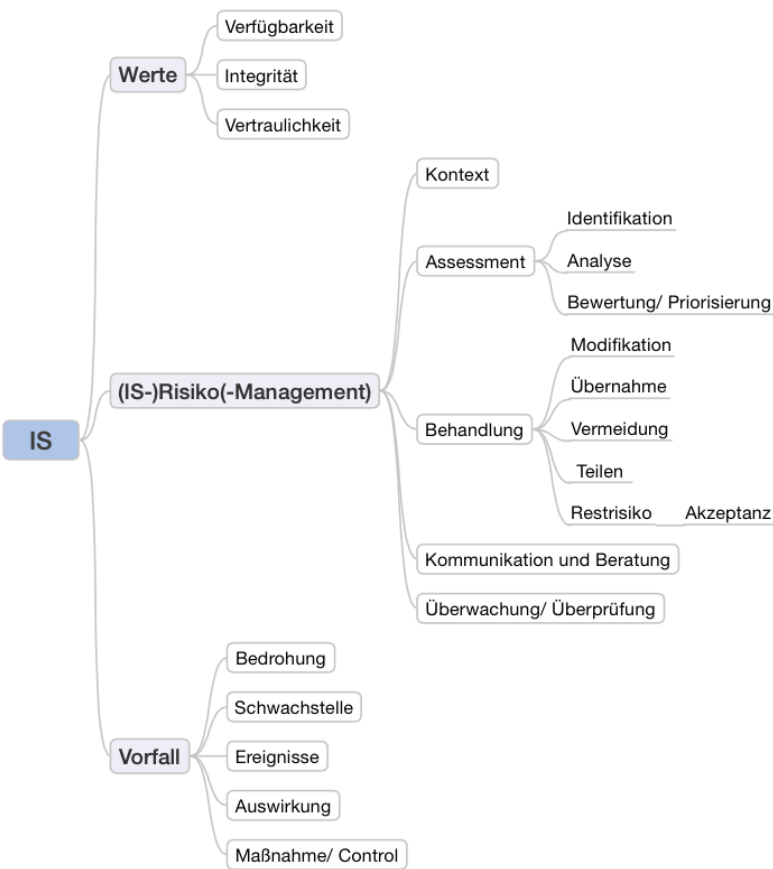 Verfügbarkeit
Werte
Integrität
Vertraulichkeit
Kontext
Identifikation
Assessment
Analyse
Bewertung/ Priorisierung
Modifikation
(IS-)Risiko(-Management)
Übernahme
IS
Behandlung
Vermeidung
Teilen
Restrisiko
Akzeptanz
Kommunikation und Beratung
Überwachung/ Überprüfung
Bedrohung
Schwachstelle
Vorfall
Ereignisse
Auswirkung
Maßnahme/ Control